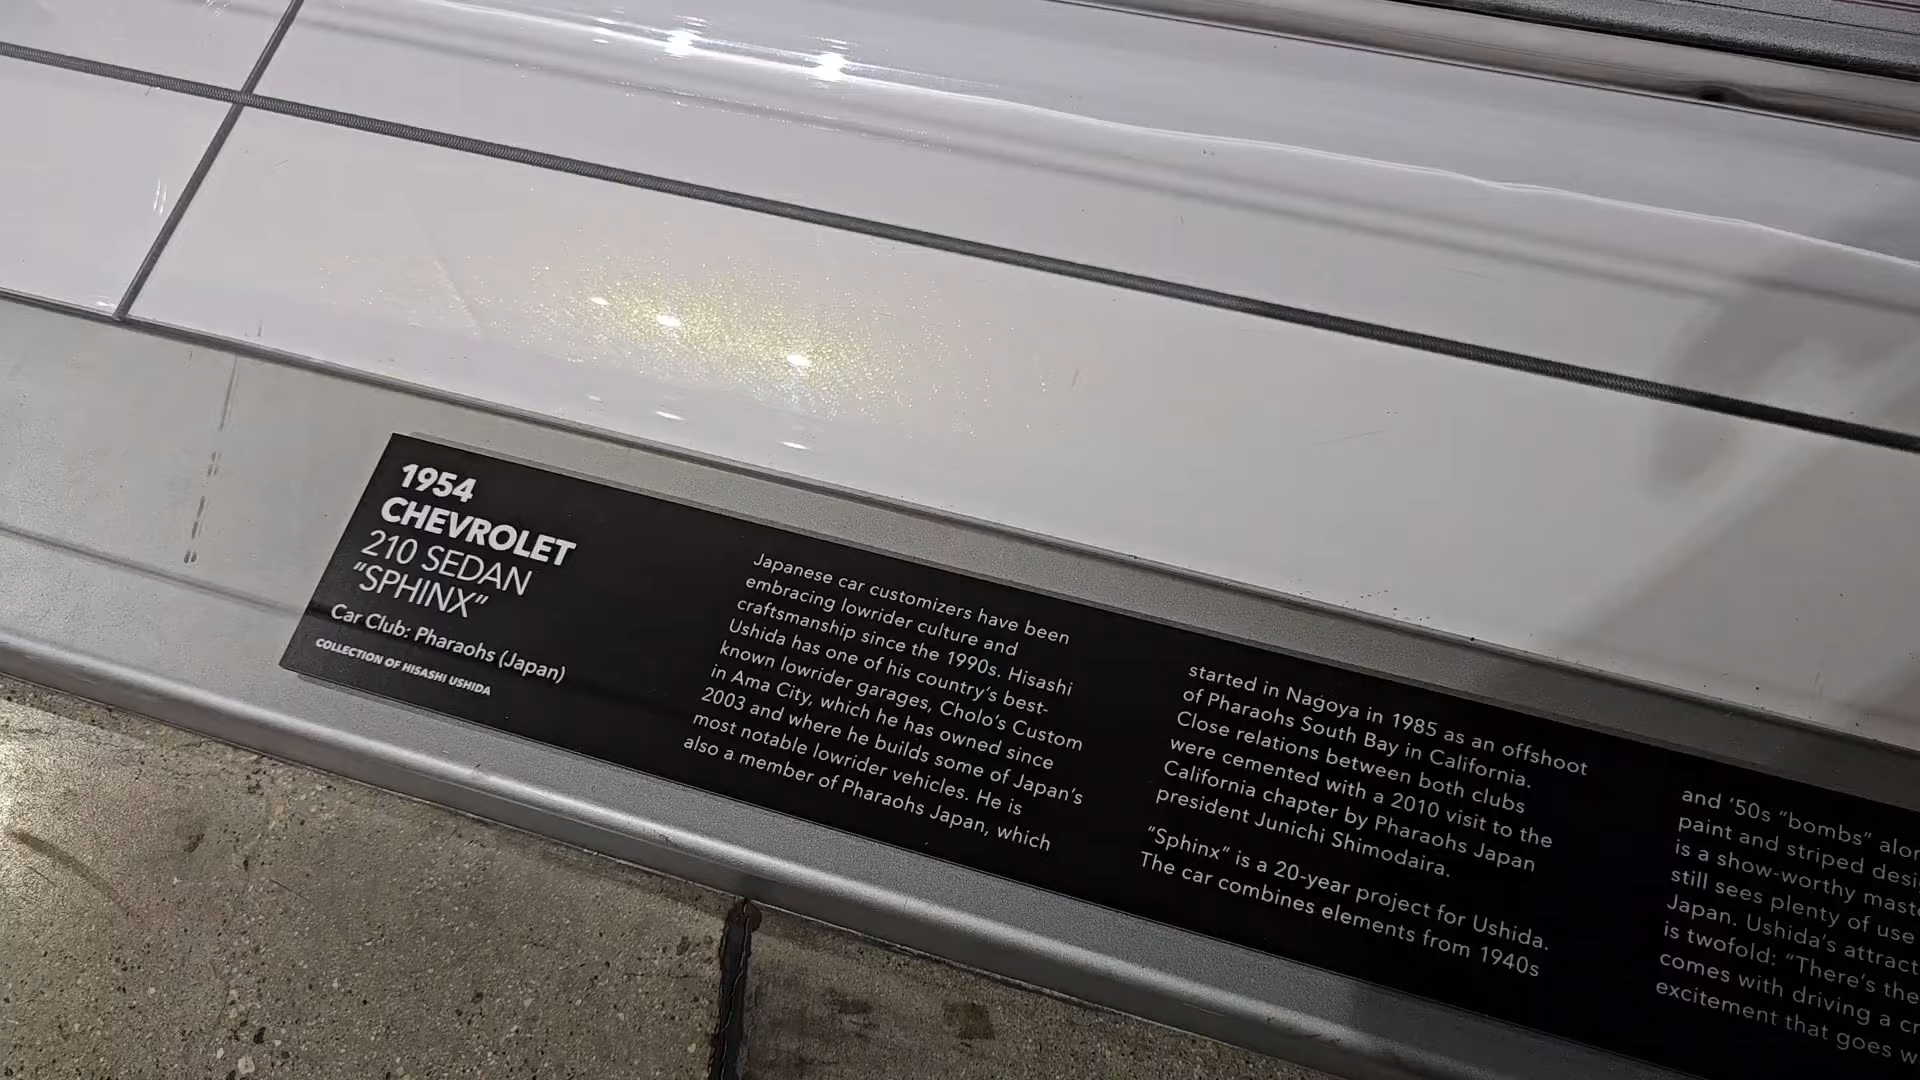 1954
CHEVROLET
210 SEDAN
“SPHINX”
Car Club: Pharaohs (Japan)
COLLECTION OF HISASHI USHIDA
Japanese car customizers have been
embracing lowrider culture and
craftsmanship since the 1990s. Hisashi
Ushida has one of his country’s best-
known lowrider garages, Cholo’s Custom
in Ama City, which he has owned since
2003 and where he builds some of Japan’s
most notable lowrider vehicles. He is
also a member of Pharaohs Japan, which
started in Nagoya in 1985 as an offshoot
of Pharaohs South Bay in California.
Close relations between both clubs
were cemented with a 2010 visit to the
California chapter by Pharaohs Japan
president Junichi Shimodaira.
“Sphinx” is a 20-year project for Ushida.
The car combines elements from 1940s
and ’50s “bombs”
paint and striped
is a show-worthy
still sees plenty of use
Japan. Ushida’s
is twofold: “There’s the
comes with driving a
excitement that goes